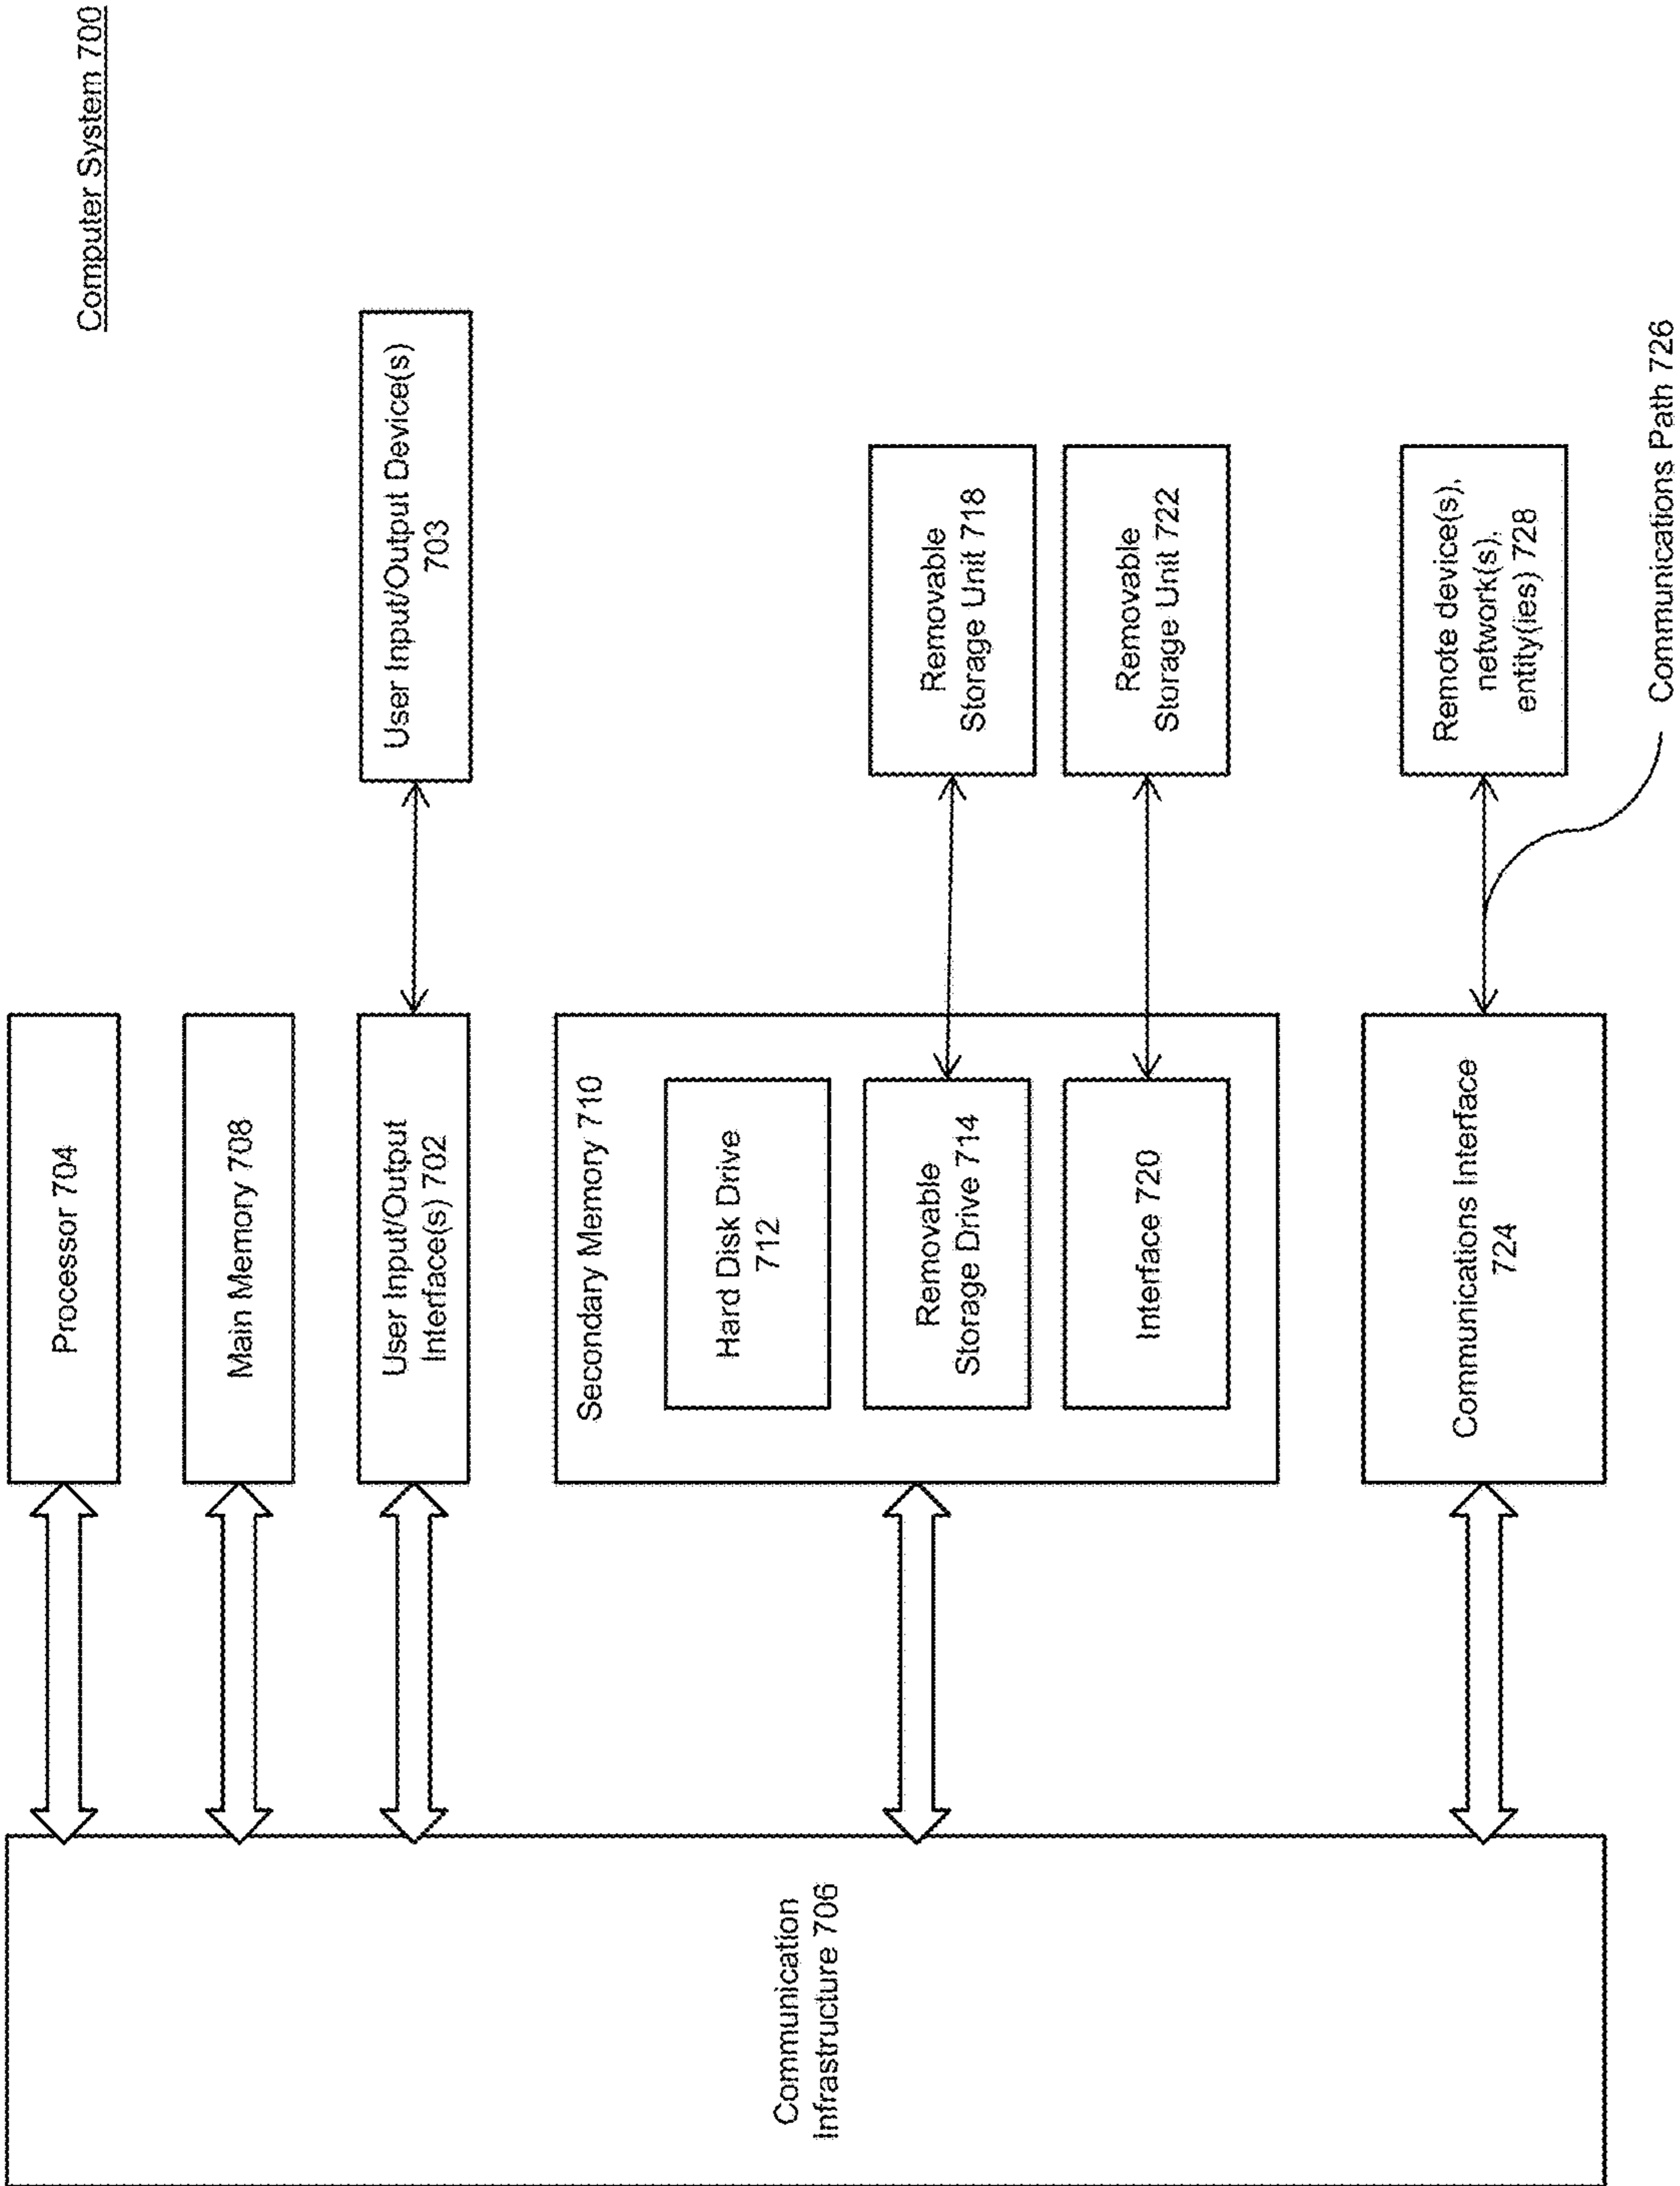 Computer System 700
Processor 704
Main Memory 708
User Input/Output
Interface(s) 702
User Input/Output Device(s)
703
Communication
Infrastructure 706
Secondary Memory 710
Hard Disk Drive
712
Removable
Storage Drive 714
Removable
Storage Unit 718
Interface 720
Removable
Storage Unit 722
Communications Interface
724
Remote device(s),
network(s),
entity(ies) 728
Communications Path 726